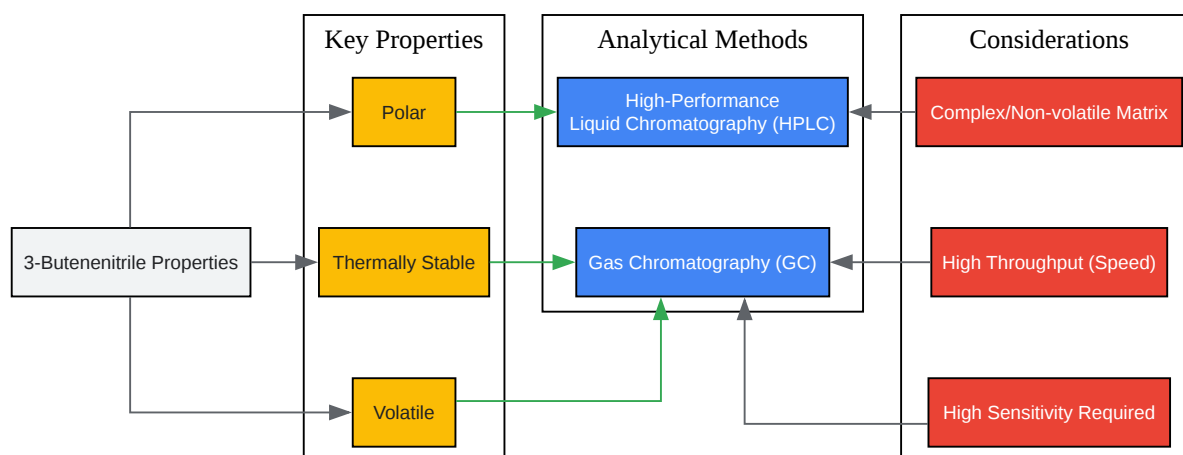 Key Properties
Analytical Methods
Considerations
Polar
High-Performance
Liquid Chromatography (HPLC)
Complex/Non-volatile Matrix
3-Butenenitrile Properties
Thermally Stable
Gas Chromatography (GC)
High Throughput (Speed)
Volatile
High Sensitivity Required